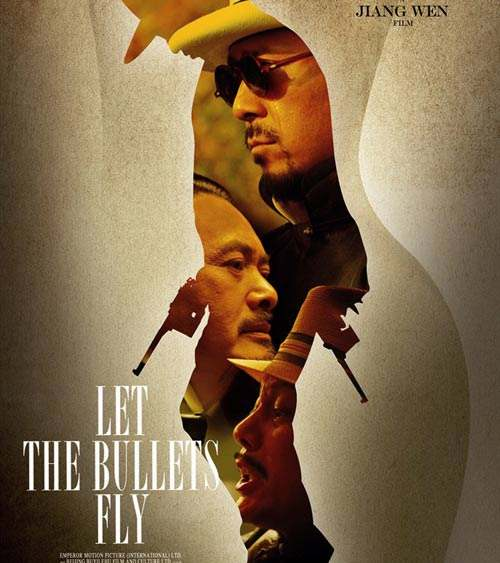 JIANG WEN
FILM
LET
THE BULLETS
FLY
EMPEROR MOTION PICTURE (INTERNATIONAL) LTD.